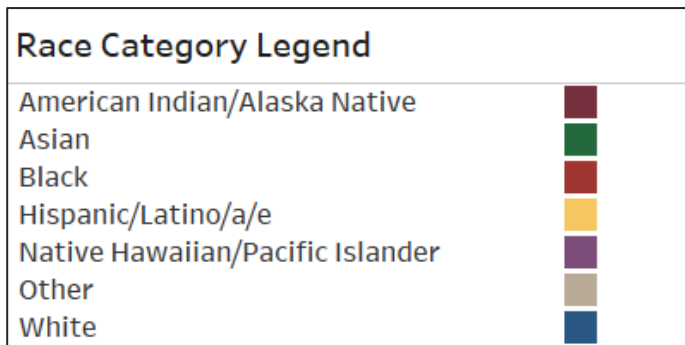 Race Category Legend
American Indian/Alaska Native
Asian
Black
Hispanic/Latino/a/e
Native Hawaiian/Pacific Islander
Other
White